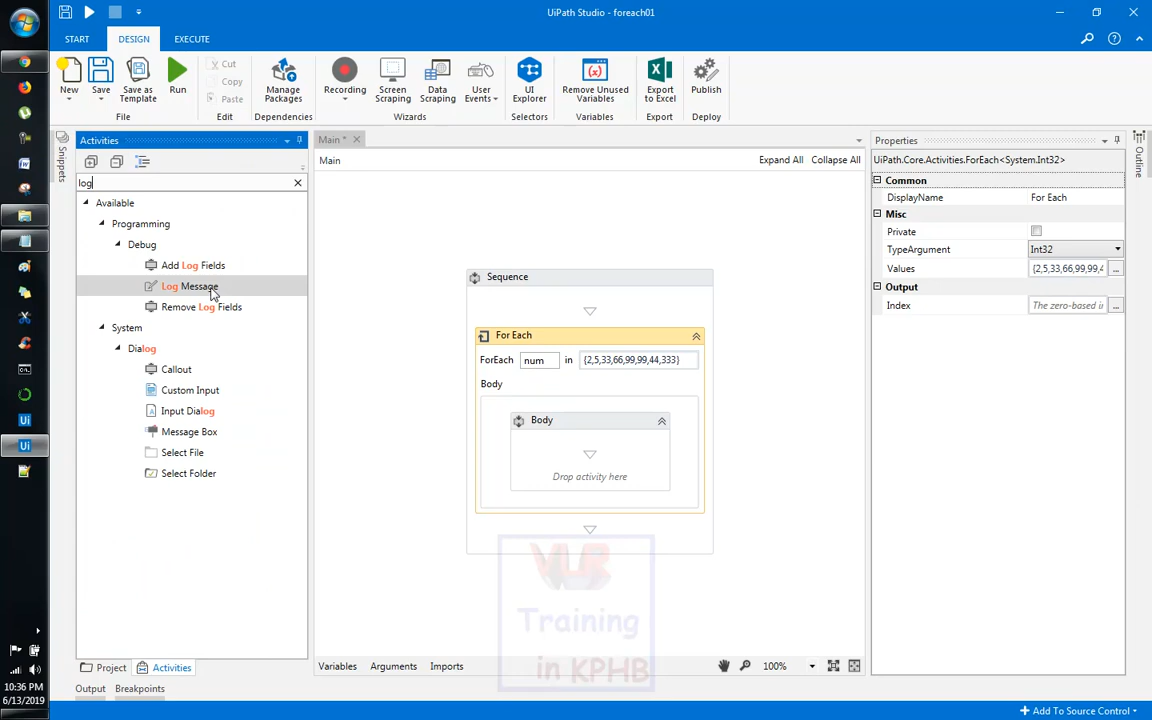 UiPath Studio - foreach01
START
DESIGN
EXECUTE
New
Save
Save as Template
Run
Cut
Copy
Paste
Manage Packages
Recording
Screen Scraping
Data Scraping
User Events
UI Explorer
Remove Unused Variables
Export to Excel
Publish
File
Edit
Dependencies
Wizards
Selectors
Variables
Export
Deploy
Snippets
Activities
log
Available
Programming
Debug
Add Log Fields
Log Message
Remove Log Fields
System
Dialog
Callout
Custom Input
Input Dialog
Message Box
Select File
Select Folder
Project
Activities
Output
Breakpoints
Main *
Main
Expand All
Collapse All
Sequence
For Each
ForEach num in {2,5,33,66,99,99,44,333}
Body
Body
Drop activity here
VLR
Training
in KPHB
Variables
Arguments
Imports
100%
Properties
UiPath.Core.Activities.ForEach<System.Int32>
Common
DisplayName For Each
Misc
Private
TypeArgument Int32
Values {2,5,33,66,99,99,4 ...
Output
Index The zero-based in ...
Outline
10:36 PM
6/13/2019
Add To Source Control